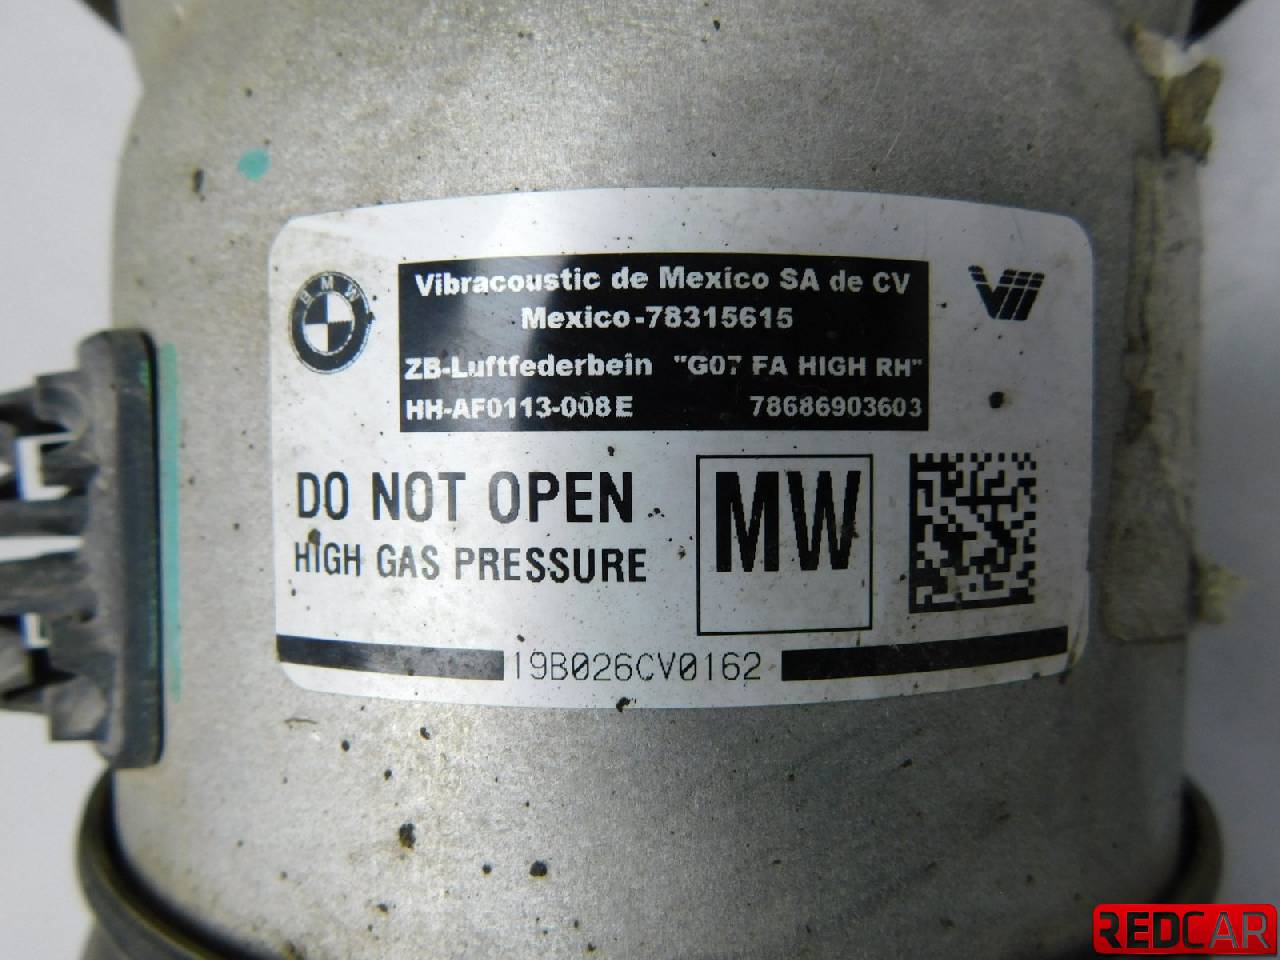 BMW
Vibracoustic de Mexico SA de CV
Mexico-78315615
ZB-Luftfederbein "G07 FA HIGH RH"
HH-AF0113-008E 78686903603
DO NOT OPEN
HIGH GAS PRESSURE
MW
19B026CV0162
REDCAR